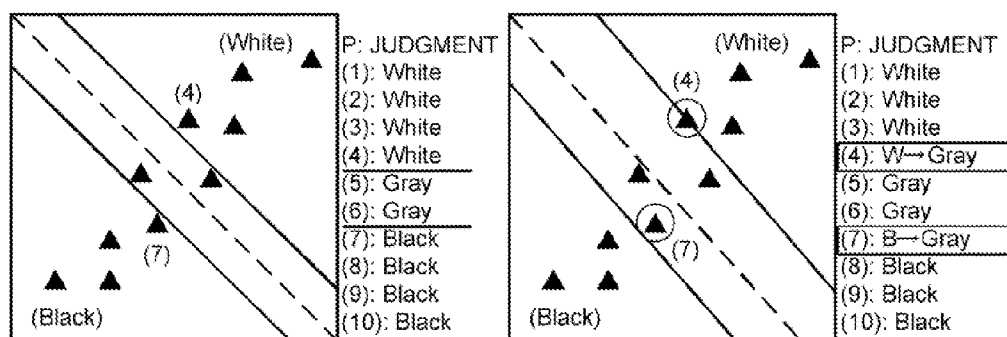 (White)
(4)
(7)
(Black)
P: JUDGMENT
(1): White
(2): White
(3): White
(4): White
(5): Gray
(6): Gray
(7): Black
(8): Black
(9): Black
(10): Black
(White)
(4)
(7)
(Black)
P: JUDGMENT
(1): White
(2): White
(3): White
(4): W→Gray
(5): Gray
(6): Gray
(7): B→Gray
(8): Black
(9): Black
(10): Black